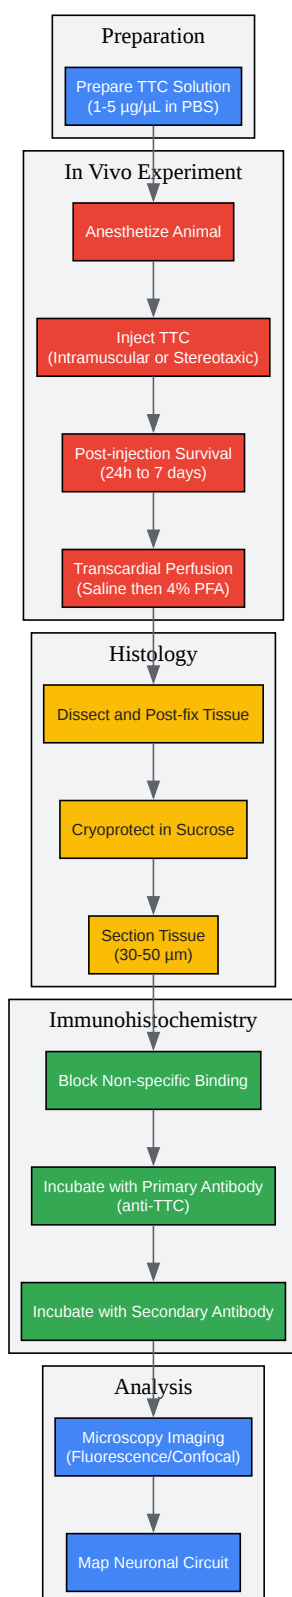 Preparation
Prepare TTC Solution
(1-5 µg/µL in PBS)
In Vivo Experiment
Anesthetize Animal
Inject TTC
(Intramuscular or Stereotaxic)
Post-injection Survival
(24h to 7 days)
Transcardial Perfusion
(Saline then 4% PFA)
Histology
Dissect and Post-fix Tissue
Cryoprotect in Sucrose
Section Tissue
(30-50 µm)
Immunohistochemistry
Block Non-specific Binding
Incubate with Primary Antibody
(anti-TTC)
Incubate with Secondary Antibody
Analysis
Microscopy Imaging
(Fluorescence/Confocal)
Map Neuronal Circuit